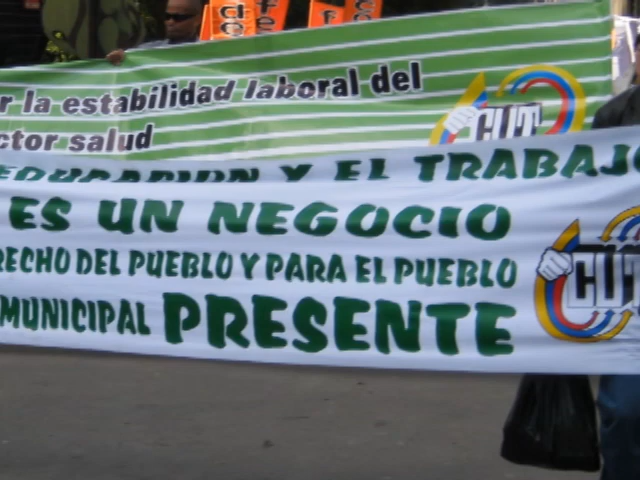 r la estabilidad laboral del
ctor salud
CUT
EDUCACION Y EL TRABAJO
ES UN NEGOCIO
RECHO DEL PUEBLO Y PARA EL PUEBLO
CUT
MUNICIPAL PRESENTE